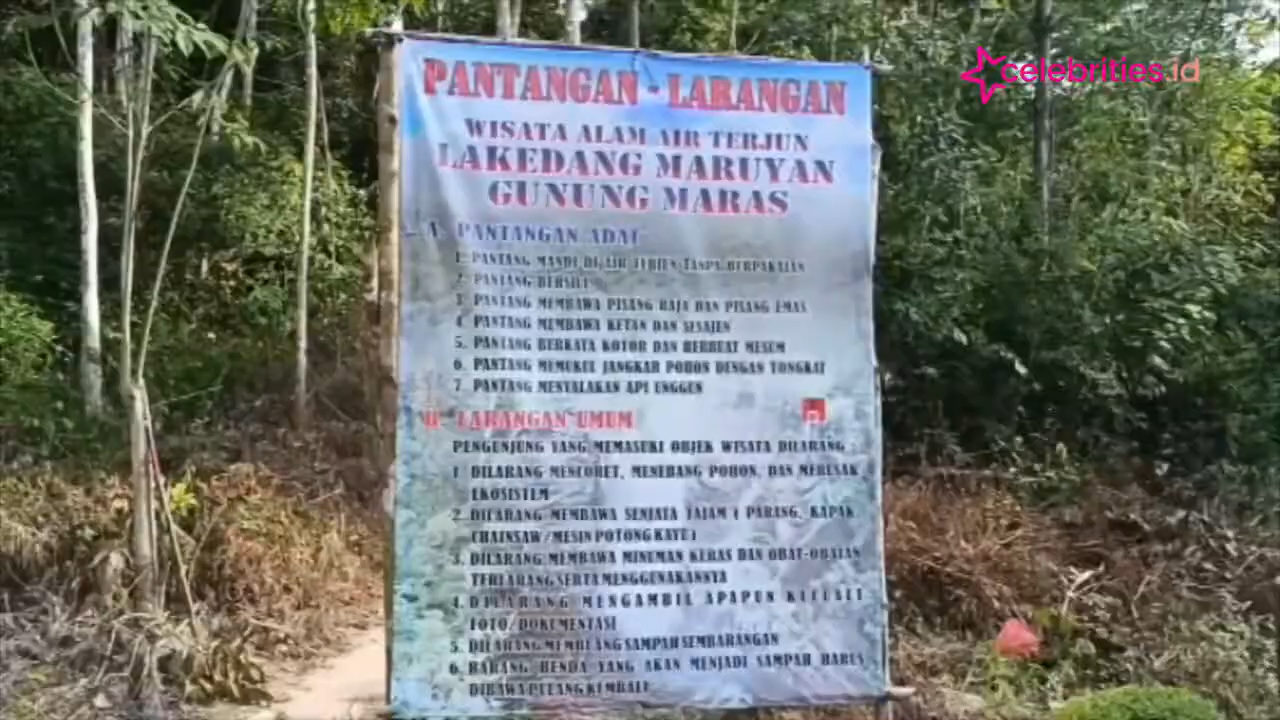 celebrities.id
PANTANGAN - LARANGAN
WISATA ALAM AIR TERJUN
LAKEDANG MARUYAN
GUNUNG MARAS
A. PANTANGAN ADAT
1. PANTANG MANDI DI AIR TERJUN TANPA BERPAKAIAN
2. PANTANG BERSIUL
3. PANTANG MEMBAWA PISANG RAJA DAN PISANG EMAS
4. PANTANG MEMBAWA KETAN DAN SESAJEN
5. PANTANG BERKATA KOTOR DAN BERBUAT MESUM
6. PANTANG MEMUKUL JANGKAR POHON DENGAN TONGKAT
7. PANTANG MENYALAKAN API UNGGUN
B. LARANGAN UMUM
PENGUNJUNG YANG MEMASUKI OBJEK WISATA DILARANG :
1. DILARANG MENCORET, MENEBANG POHON, DAN MERUSAK
EKOSISTEM
2. DILARANG MEMBAWA SENJATA TAJAM ( PARANG, KAPAK
CHAINSAW/MESIN POTONG KAYU )
3. DILARANG MEMBAWA MINUMAN KERAS DAN OBAT-OBATAN
TERLARANG SERTA MENGGUNAKANNYA
4. DILARANG MENGAMBIL APAPUN KECUALI
FOTO/DOKUMENTASI
5. DILARANG MEMBUANG SAMPAH SEMBARANGAN
6. BARANG BENDA YANG AKAN MENJADI SAMPAH HARUS
DIBAWA PULANG KEMBALI